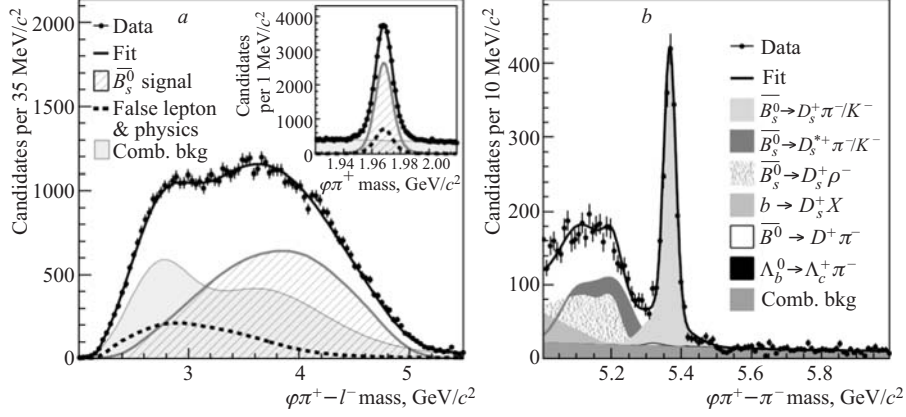 a
Candidates per 35 MeV/c²
2000
1500
1200
1000
500
0
3
4
5
φπ⁺–l⁻ mass, GeV/c²
Data
Fit
B̅⁰ₛ signal
False lepton
& physics
Comb. bkg
Candidates
per 1 MeV/c²
4000
3000
2000
1000
0
1.94 1.96 1.98 2.00
φπ⁺ mass, GeV/c²
b
Candidates per 10 MeV/c²
400
300
200
100
0
5.2
5.4
5.6
5.8
φπ⁺–π⁻ mass, GeV/c²
Data
Fit
B̅⁰ₛ→D⁺ₛπ⁻/K⁻
B̅⁰ₛ→D*⁺ₛπ⁻/K⁻
B̅⁰ₛ→D⁺ₛρ⁻
b → D⁺ₛX
B̅⁰ → D⁺π⁻
Λ⁰b→Λ⁺cπ⁻
Comb. bkg